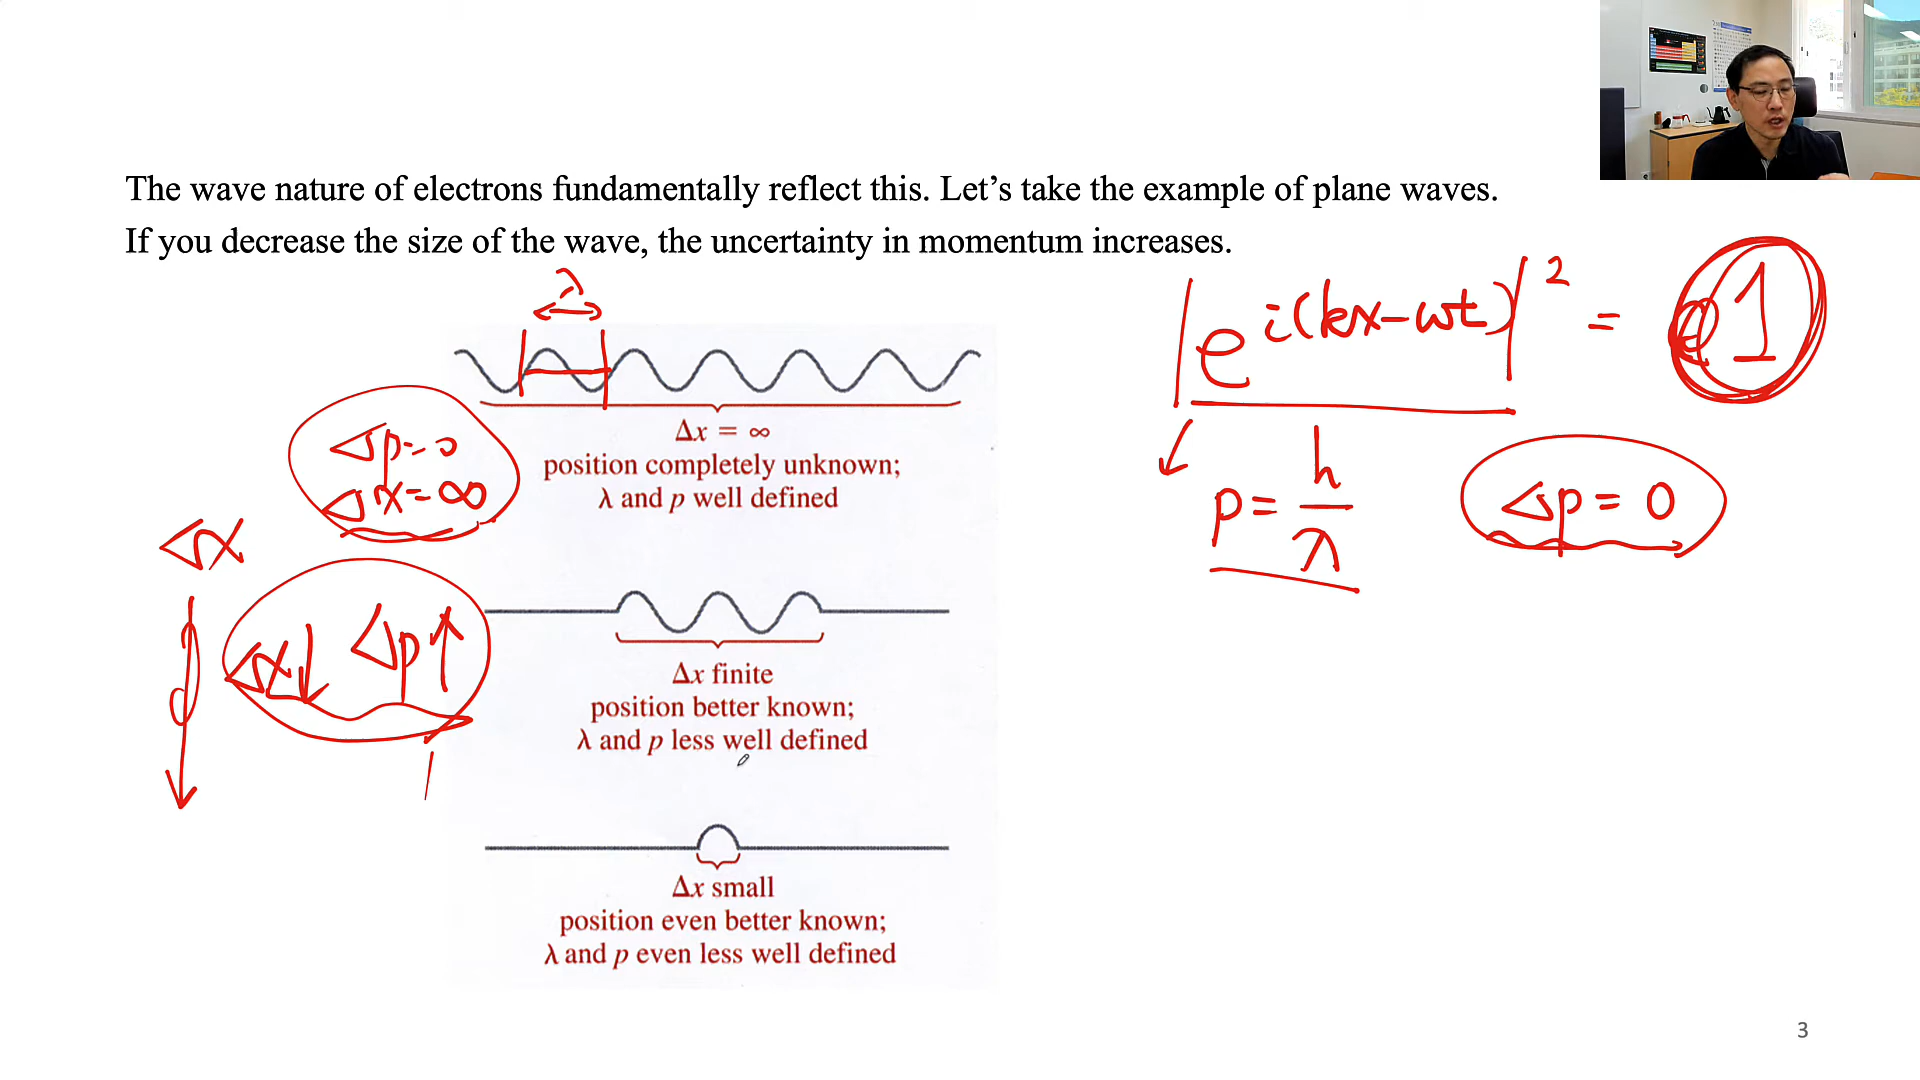 The wave nature of electrons fundamentally reflect this. Let's take the example of plane waves.
If you decrease the size of the wave, the uncertainty in momentum increases.
λ
|e^{i(kx-ωt)}|² = 1
Δx = ∞
position completely unknown;
λ and p well defined
Δp=0
Δx=∞
p = h/λ
Δp = 0
Δx
Δx↓ Δp↑
Δx finite
position better known;
λ and p less well defined
Δx small
position even better known;
λ and p even less well defined
3